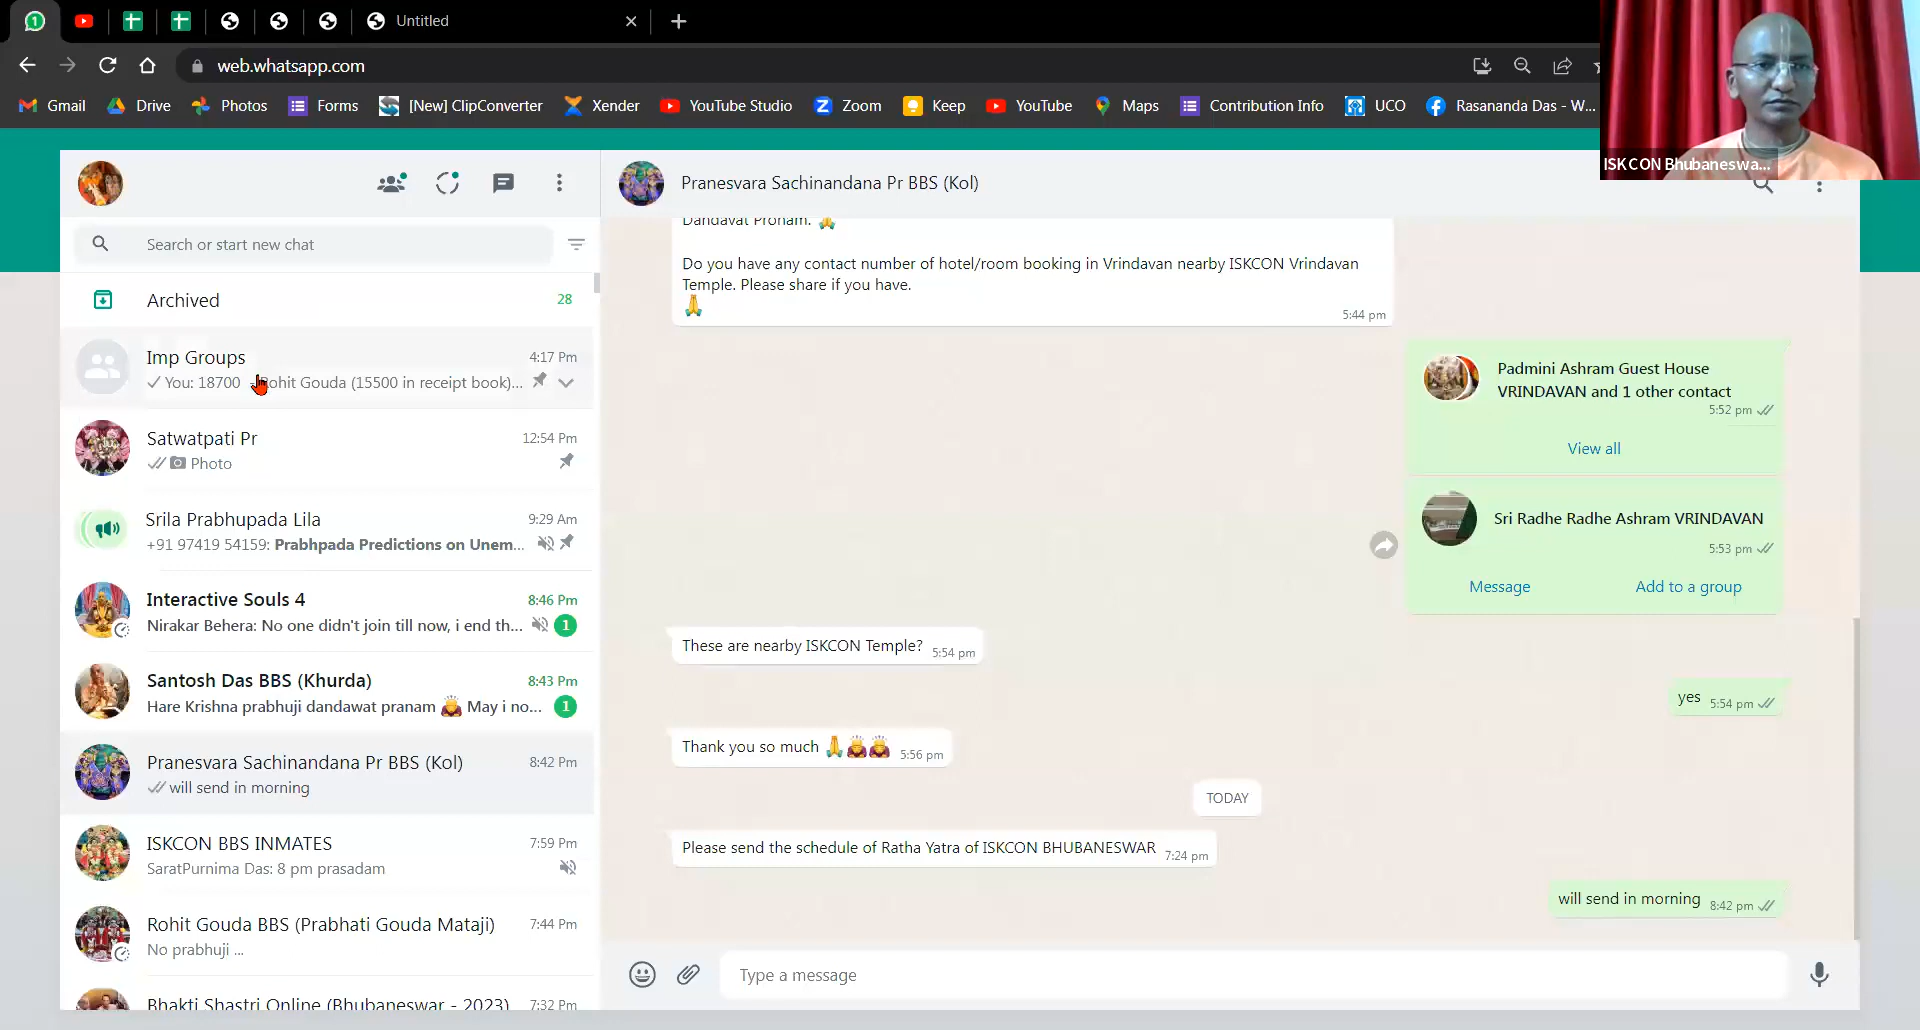 1
Untitled
web.whatsapp.com
Gmail
Drive
Photos
Forms
[New] ClipConverter
Xender
YouTube Studio
Zoom
Keep
YouTube
Maps
Contribution Info
UCO
Rasananda Das - W...
ISKCON Bhubaneswa...
Search or start new chat
Archived
28
Imp Groups
4:17 Pm
You: 18700 - Rohit Gouda (15500 in receipt book)...
Satwatpati Pr
12:54 Pm
Photo
Srila Prabhupada Lila
9:29 Am
+91 97419 54159: Prabhpada Predictions on Unem...
Interactive Souls 4
8:46 Pm
Nirakar Behera: No one didn't join till now, i end th...
1
Santosh Das BBS (Khurda)
8:43 Pm
Hare Krishna prabhuji dandawat pranam 🙇 May i no...
1
Pranesvara Sachinandana Pr BBS (Kol)
8:42 Pm
will send in morning
ISKCON BBS INMATES
7:59 Pm
SaratPurnima Das: 8 pm prasadam
Rohit Gouda BBS (Prabhati Gouda Mataji)
7:44 Pm
No prabhuji ...
Bhakti Shastri Online (Bhubaneswar - 2023)
7:32 Pm
Pranesvara Sachinandana Pr BBS (Kol)
Dandavat Pronam. 🙏
Do you have any contact number of hotel/room booking in Vrindavan nearby ISKCON Vrindavan
Temple. Please share if you have.
🙏
5:44 pm
Padmini Ashram Guest House
VRINDAVAN and 1 other contact
5:52 pm
View all
Sri Radhe Radhe Ashram VRINDAVAN
5:53 pm
Message
Add to a group
These are nearby ISKCON Temple? 5:54 pm
yes 5:54 pm
Thank you so much 🙏🙇🙇 5:56 pm
TODAY
Please send the schedule of Ratha Yatra of ISKCON BHUBANESWAR 7:24 pm
will send in morning 8:42 pm
Type a message